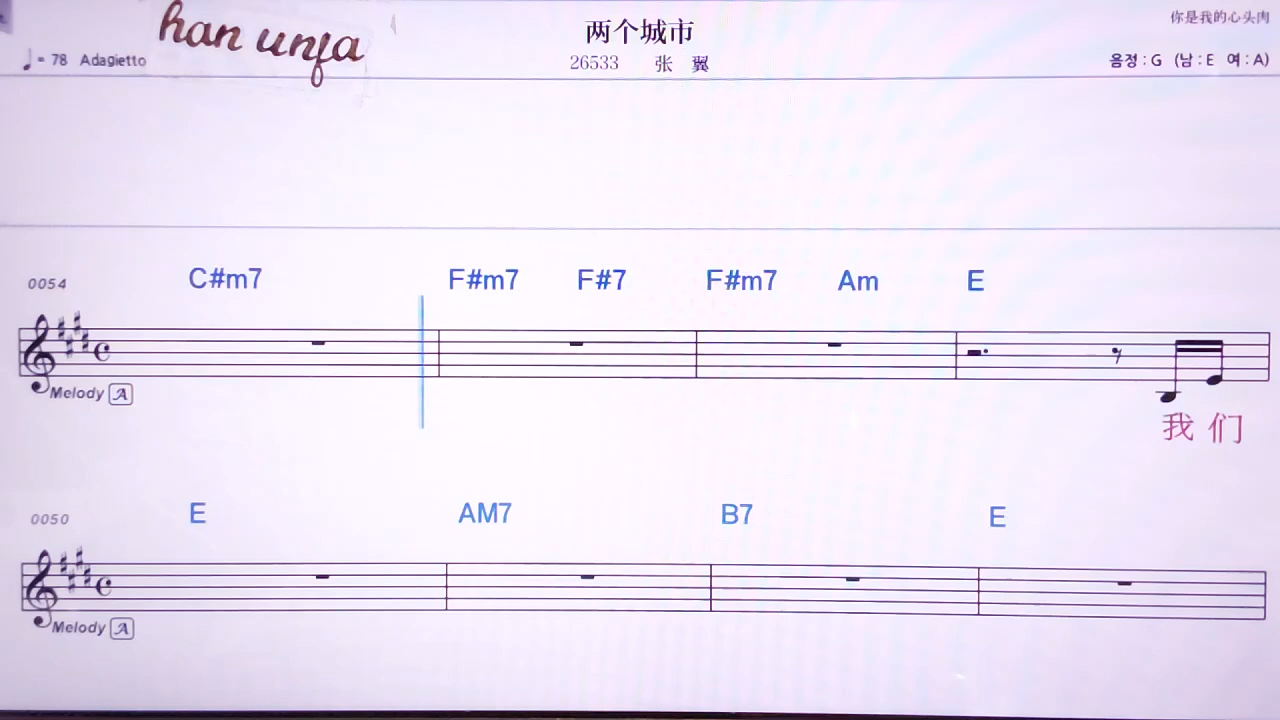 han unfa
两个城市
你是我的心头肉
♩= 78 Adagietto
26533 张 翼
음정 : G (남 : E 여 : A)
0054 C#m7 F#m7 F#7 F#m7 Am E
Melody A
我 们
0050 E AM7 B7 E
Melody A